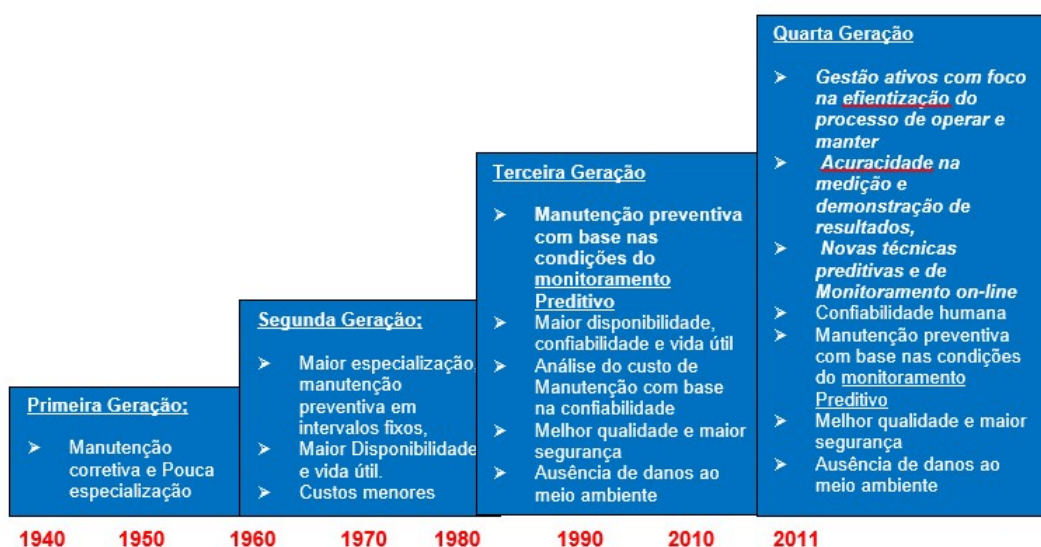 Primeira Geração;
➤ Manutenção
corretiva e Pouca
especialização
Segunda Geração;
➤ Maior especialização,
manutenção
preventiva em
intervalos fixos,
➤ Maior Disponibilidade
e vida útil.
➤ Custos menores
Terceira Geração
➤ Manutenção preventiva
com base nas
condições do
monitoramento
Preditivo
➤ Maior disponibilidade,
confiabilidade e vida útil
➤ Análise do custo de
Manutenção com base
na confiabilidade
➤ Melhor qualidade e maior
segurança
➤ Ausência de danos ao
meio ambiente
Quarta Geração
➤ Gestão ativos com foco
na efientização do
processo de operar e
manter
➤ Acuracidade na
medição e
demonstração de
resultados,
➤ Novas técnicas
preditivas e de
Monitoramento on-line
➤ Confiabilidade humana
➤ Manutenção preventiva
com base nas condições
do monitoramento
Preditivo
➤ Melhor qualidade e maior
segurança
➤ Ausência de danos ao
meio ambiente
1940 1950 1960 1970 1980 1990 2010 2011